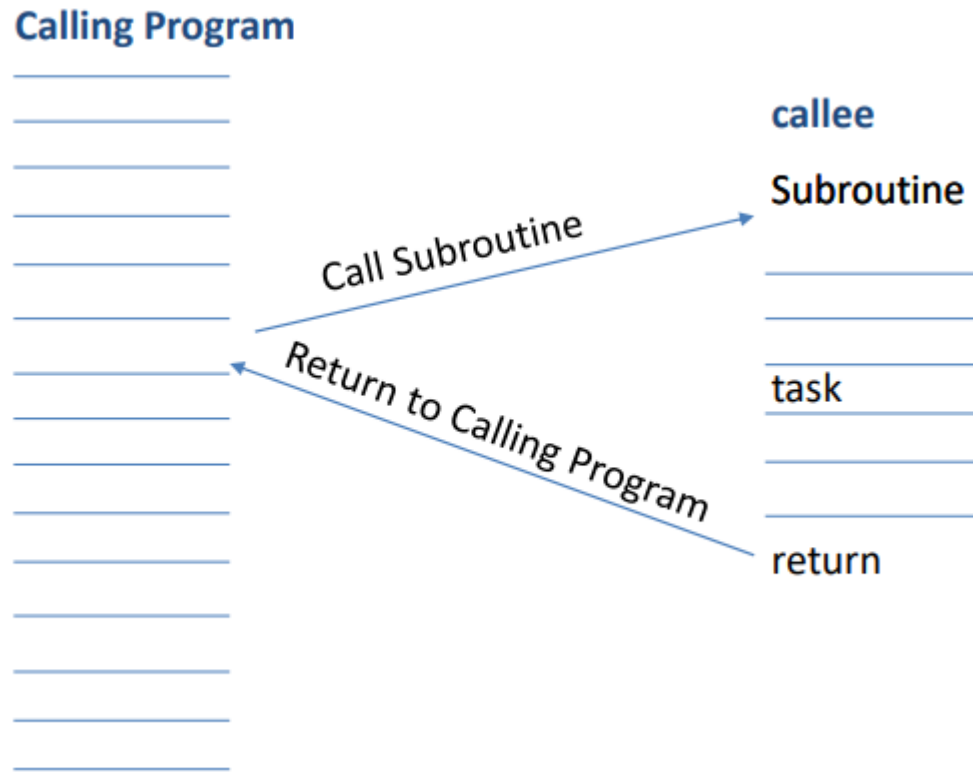 Calling Program
callee
Subroutine
Call Subroutine
Return to Calling Program
task
return